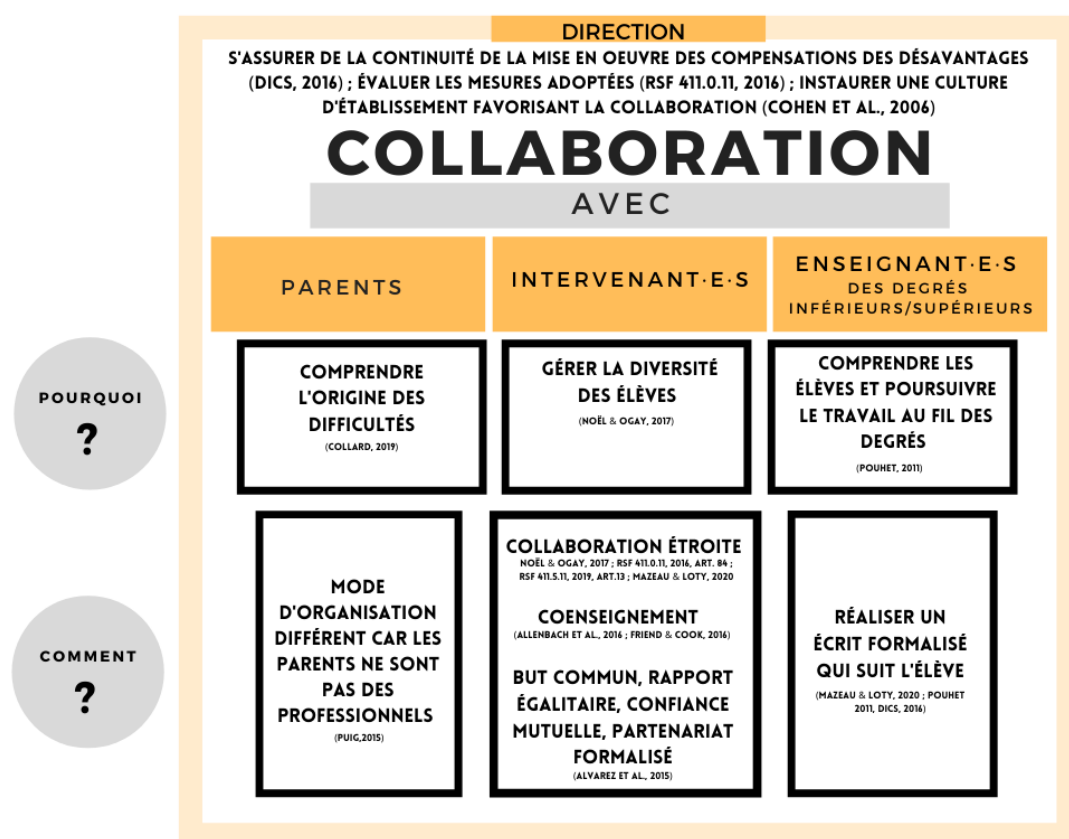 DIRECTION
S'ASSURER DE LA CONTINUITÉ DE LA MISE EN OEUVRE DES COMPENSATIONS DES DÉSAVANTAGES
(DICS, 2016) ; ÉVALUER LES MESURES ADOPTÉES (RSF 411.0.11, 2016) ; INSTAURER UNE CULTURE
D'ÉTABLISSEMENT FAVORISANT LA COLLABORATION (COHEN ET AL., 2006)
COLLABORATION
AVEC
PARENTS
INTERVENANT·E·S
ENSEIGNANT·E·S
DES DEGRÉS
INFÉRIEURS/SUPÉRIEURS
POURQUOI
?
COMPRENDRE
L'ORIGINE DES
DIFFICULTÉS
(COLLARD, 2019)
GÉRER LA DIVERSITÉ
DES ÉLÈVES
(NOËL & OGAY, 2017)
COMPRENDRE LES
ÉLÈVES ET POURSUIVRE
LE TRAVAIL AU FIL DES
DEGRÉS
(POUHET, 2011)
COMMENT
?
MODE
D'ORGANISATION
DIFFÉRENT CAR LES
PARENTS NE SONT
PAS DES
PROFESSIONNELS
(PUIG,2015)
COLLABORATION ÉTROITE
NOËL & OGAY, 2017 ; RSF 411.0.11, 2016, ART. 84 ;
RSF 411.5.11, 2019, ART.13 ; MAZEAU & LOTY, 2020
COENSEIGNEMENT
(ALLENBACH ET AL., 2016 ; FRIEND & COOK, 2016)
BUT COMMUN, RAPPORT
ÉGALITAIRE, CONFIANCE
MUTUELLE, PARTENARIAT
FORMALISÉ
(ALVAREZ ET AL., 2015)
RÉALISER UN
ÉCRIT FORMALISÉ
QUI SUIT L'ÉLÈVE
(MAZEAU & LOTY, 2020 ; POUHET
2011, DICS, 2016)